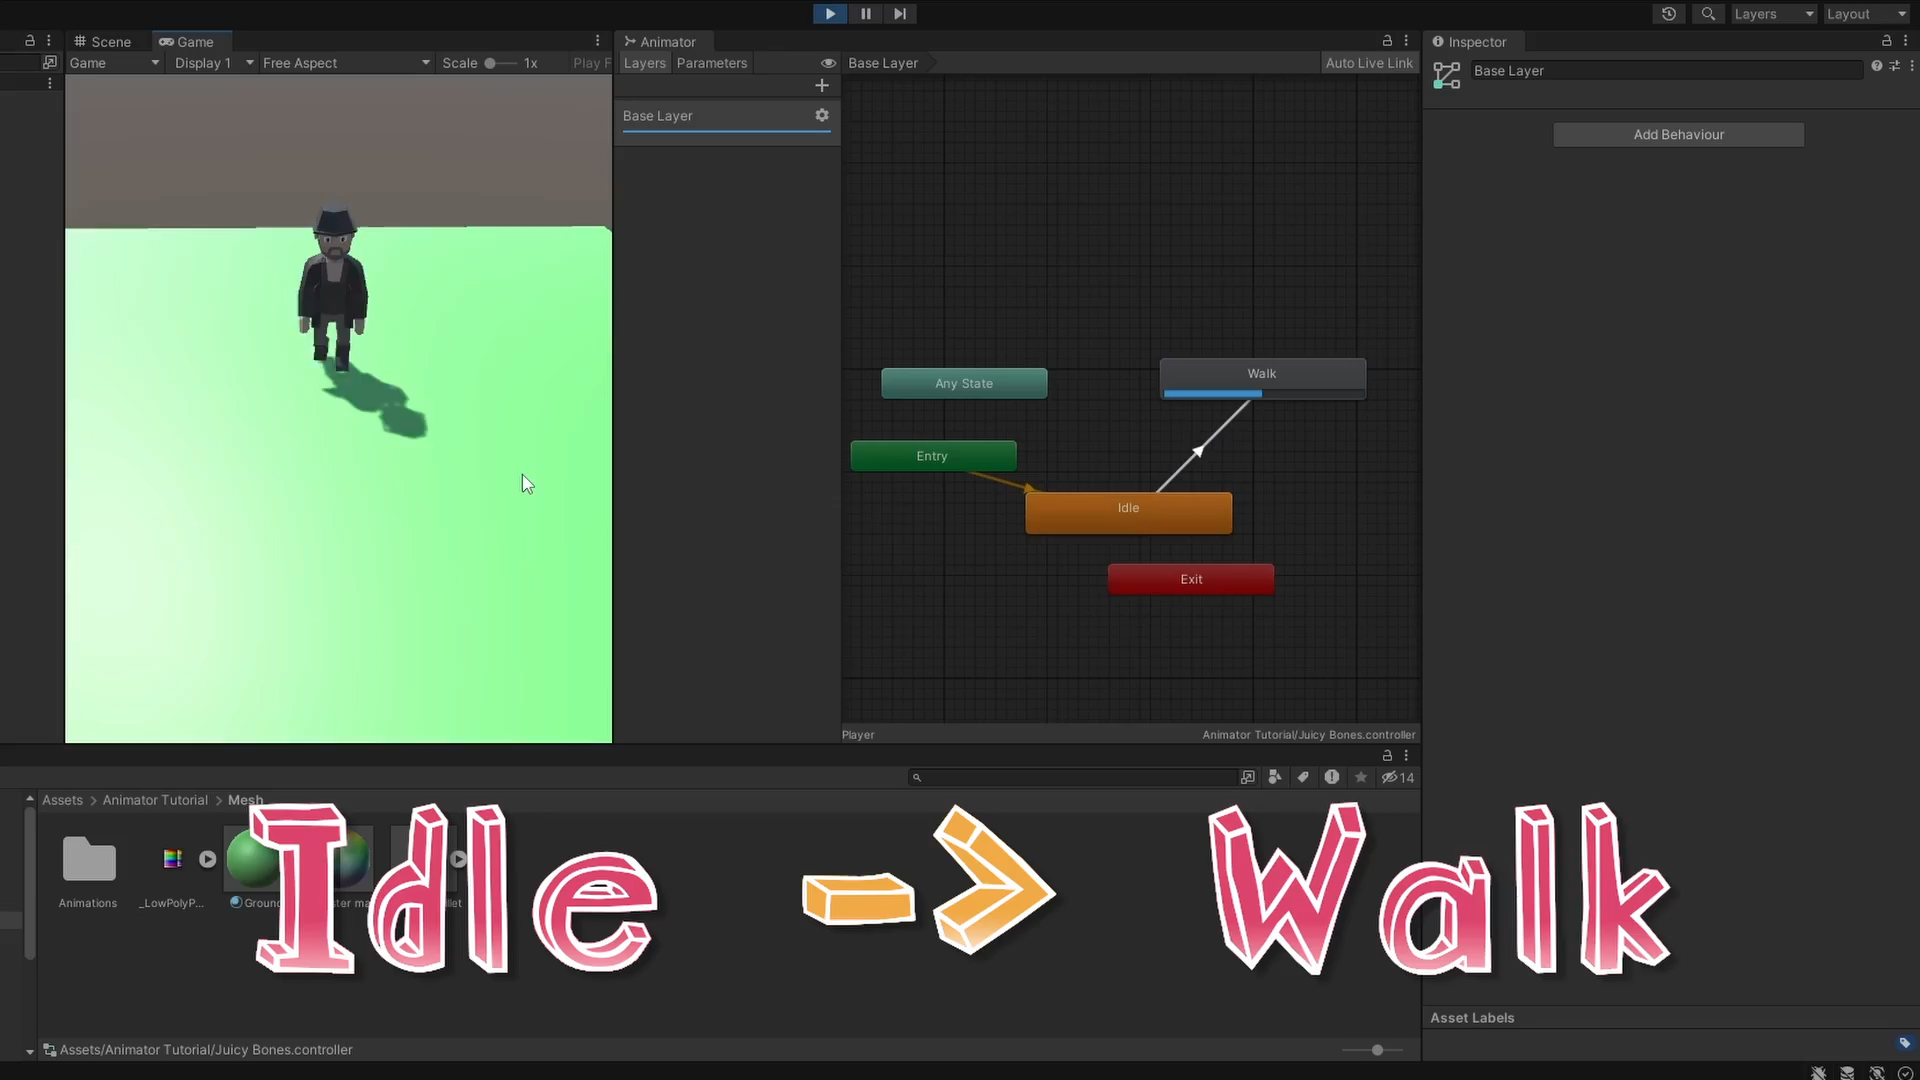 Layers
Layout
Scene
Game
Animator
Inspector
Game
Display 1
Free Aspect
Scale
1x
Play F
Layers
Parameters
Base Layer
Auto Live Link
Base Layer
Base Layer
Add Behaviour
Any State
Walk
Entry
Idle
Exit
Player
Animator Tutorial/Juicy Bones.controller
14
Assets > Animator Tutorial > Mesh
Animations
_LowPolyP...
Idle -> Walk
Asset Labels
Assets/Animator Tutorial/Juicy Bones.controller